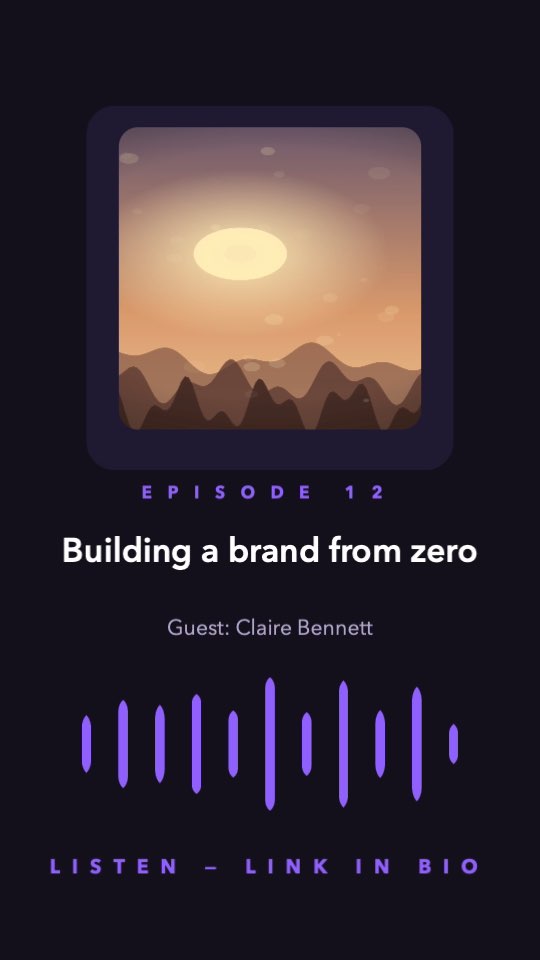 EPISODE 12
Building a brand from zero
Guest: Claire Bennett
LISTEN – LINK IN BIO